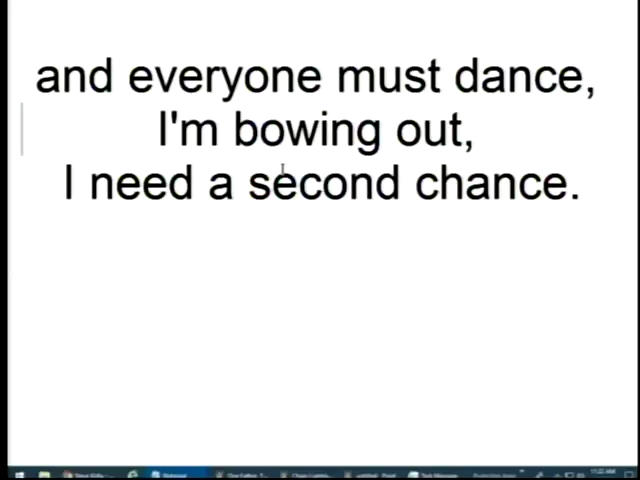 and everyone must dance,
I'm bowing out,
I need a second chance.